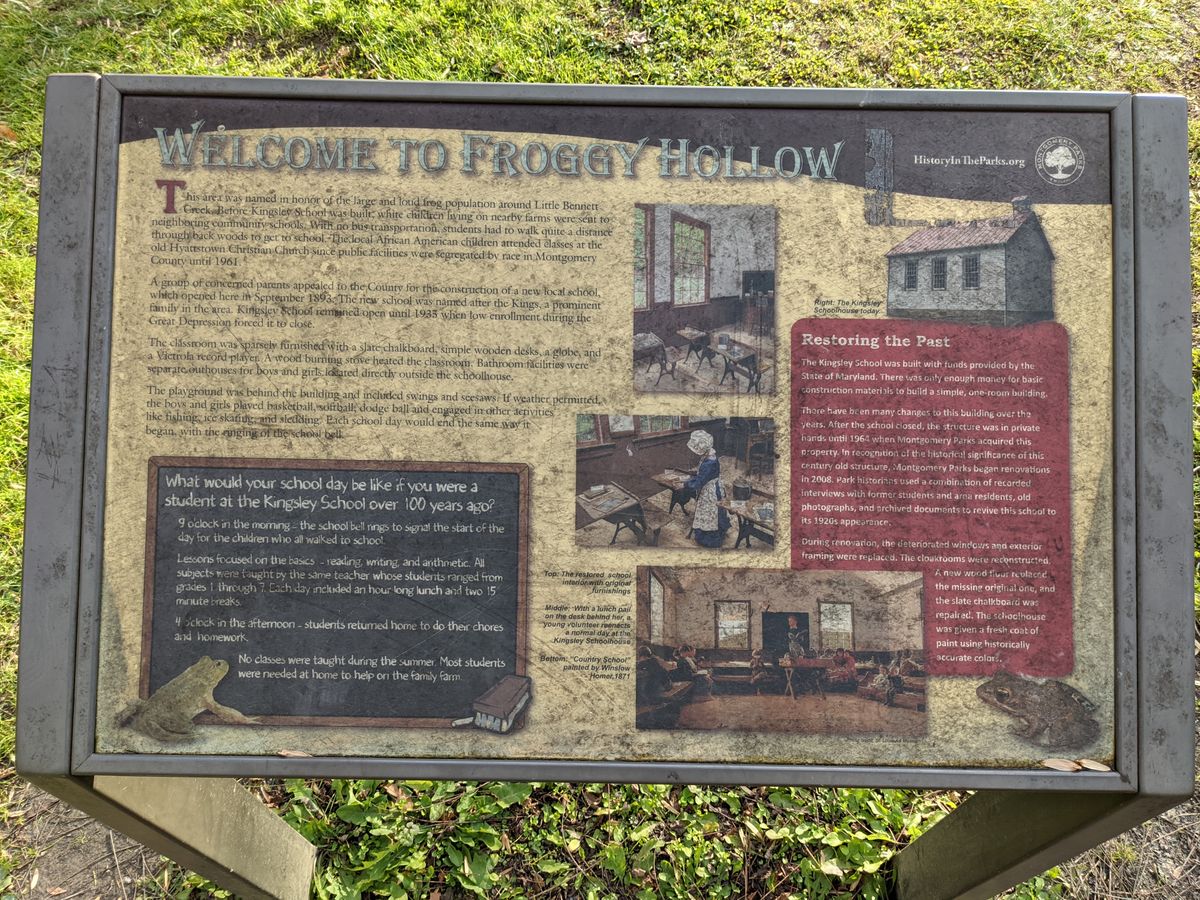 WELCOME TO FROGGY HOLLOW
HistoryInTheParks.org
MONTGOMERY PARKS
This area was named in honor of the large and loud frog population around Little Bennett
Creek. Before Kingsley School was built, white children living on nearby farms were sent to
neighboring community schools. With no bus transportation, students had to walk quite a distance
through back woods to get to school. The local African American children attended classes at the
old Hyattstown Christian Church since public facilities were segregated by race in Montgomery
County until 1961.
A group of concerned parents appealed to the County for the construction of a new local school,
which opened here in September 1893. The new school was named after the Kings, a prominent
family in the area. Kingsley School remained open until 1935 when low enrollment during the
Great Depression forced it to close.
The classroom was sparsely furnished with a slate chalkboard, simple wooden desks, a globe, and
a Victrola record player. A wood burning stove heated the classroom. Bathroom facilities were
separate outhouses for boys and girls located directly outside the schoolhouse.
The playground was behind the building and included swings and seesaws. If weather permitted,
the boys and girls played basketball, softball, dodge ball and engaged in other activities
like fishing, ice skating, and sledding. Each school day would end the same way it
began, with the ringing of the school bell.
What would your school day be like if you were a
student at the Kingsley School over 100 years ago?
9 o'clock in the morning - the school bell rings to signal the start of the
day for the children who all walked to school.
Lessons focused on the basics - reading, writing, and arithmetic. All
subjects were taught by the same teacher whose students ranged from
grades 1 through 7. Each day included an hour long lunch and two 15
minute breaks.
4 o'clock in the afternoon - students returned home to do their chores
and homework.
No classes were taught during the summer. Most students
were needed at home to help on the family farm.
Top: The restored school
interior with original
furnishings
Middle: With a lunch pail
on the desk behind her, a
young volunteer reenacts
a normal day at the
Kingsley Schoolhouse
Bottom: "Country School"
painted by Winslow
Homer, 1871
Right: The Kingsley
Schoolhouse today
Restoring the Past
The Kingsley School was built with funds provided by the
State of Maryland. There was only enough money for basic
construction materials to build a simple, one-room building.
There have been many changes to this building over the
years. After the school closed, the structure was in private
hands until 1964 when Montgomery Parks acquired this
property. In recognition of the historical significance of this
century old structure, Montgomery Parks began renovations
in 2008. Park historians used a combination of recorded
interviews with former students and area residents, old
photographs, and archived documents to revive this school to
its 1920s appearance.
During renovation, the deteriorated windows and exterior
framing were replaced. The cloakrooms were reconstructed.
A new wood floor replaced
the missing original one, and
the slate chalkboard was
repaired. The schoolhouse
was given a fresh coat of
paint using historically
accurate colors.